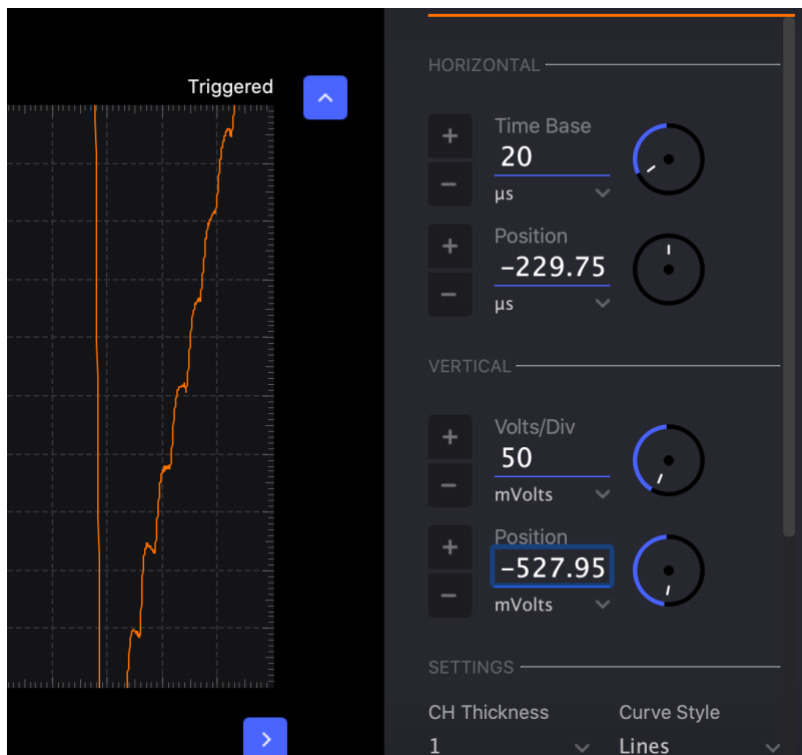 Triggered
HORIZONTAL
+
Time Base
20
−
µs
+
Position
−229.75
−
µs
VERTICAL
+
Volts/Div
50
−
mVolts
+
Position
−527.95
−
mVolts
SETTINGS
CH Thickness Curve Style
1 Lines